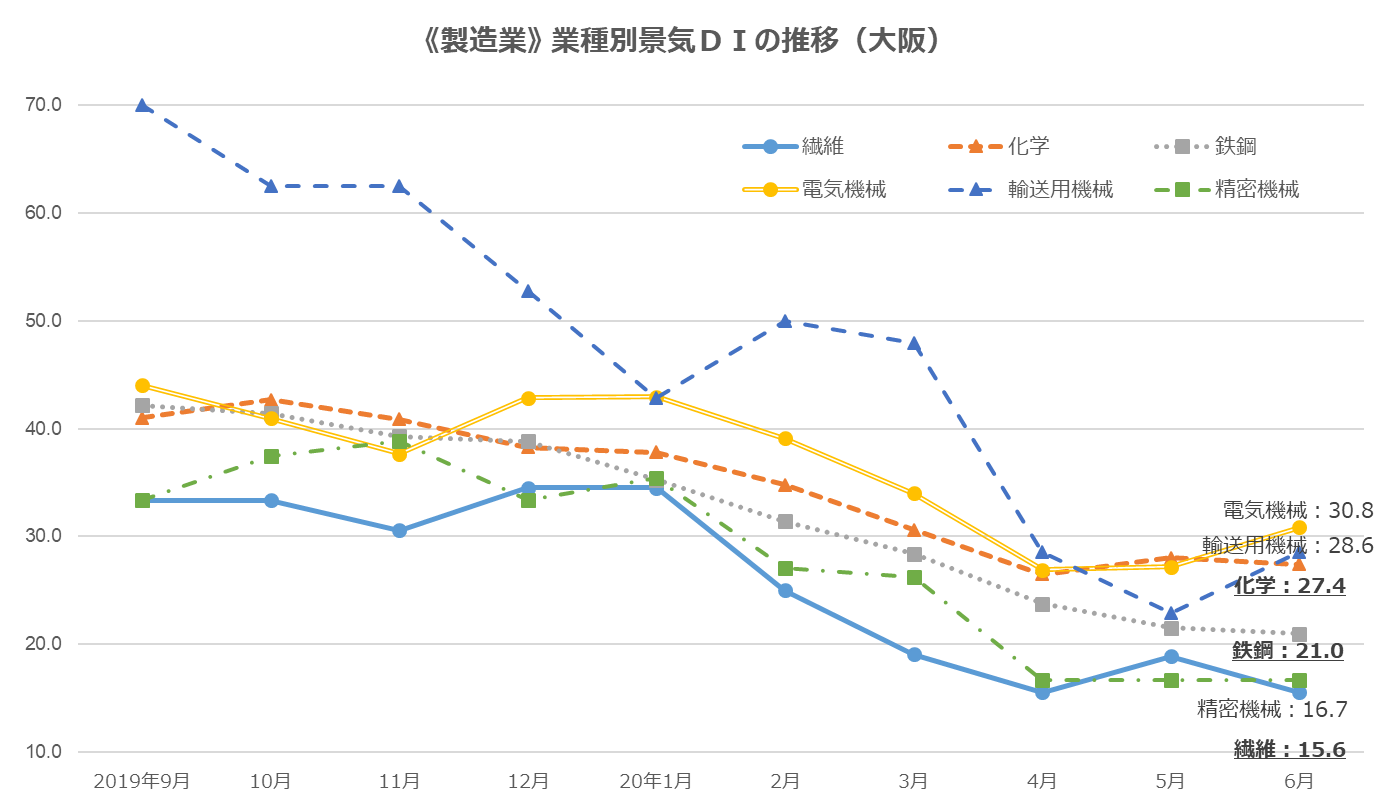 《製造業》業種別景気ＤＩの推移（大阪）
70.0
60.0
50.0
40.0
30.0
20.0
10.0
繊維 化学 鉄鋼
電気機械 輸送用機械 精密機械
電気機械：30.8
輸送用機械：28.6
化学：27.4
鉄鋼：21.0
精密機械：16.7
繊維：15.6
2019年9月 10月 11月 12月 20年1月 2月 3月 4月 5月 6月